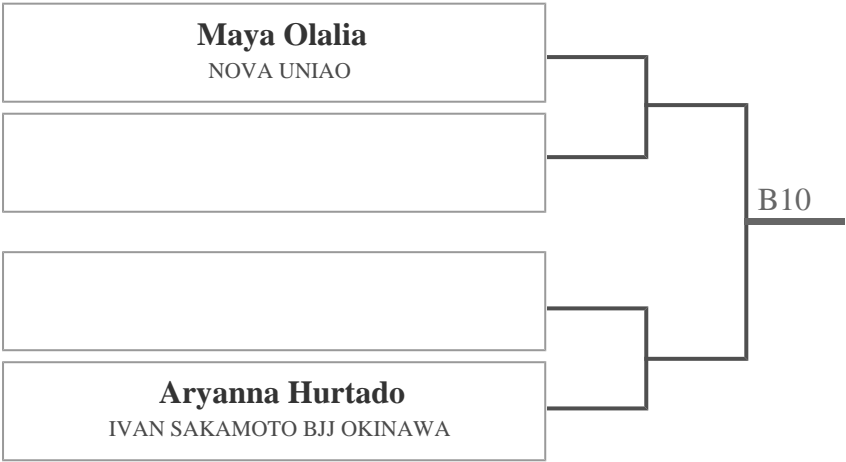 Maya Olalia
NOVA UNIAO
B10
Aryanna Hurtado
IVAN SAKAMOTO BJJ OKINAWA